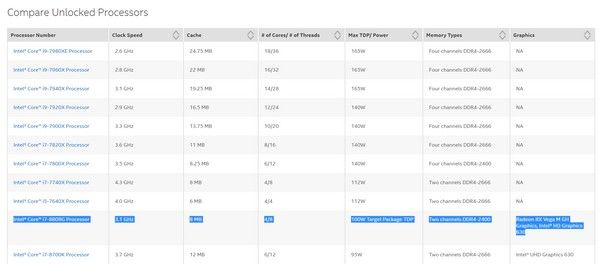 Compare Unlocked Processors
Processor Number Clock Speed Cache # of Cores/ # of Threads Max TDP/ Power Memory Types Graphics
Intel® Core™ i9-7980XE Processor 2.6 GHz 24.75 MB 18/36 165W Four channels DDR4-2666 NA
Intel® Core™ i9-7960X Processor 2.8 GHz 22 MB 16/32 165W Four channels DDR4-2666 NA
Intel® Core™ i9-7940X Processor 3.1 GHz 19.25 MB 14/28 165W Four channels DDR4-2666 NA
Intel® Core™ i9-7920X Processor 2.9 GHz 16.5 MB 12/24 140W Four channels DDR4-2666 NA
Intel® Core™ i9-7900X Processor 3.3 GHz 13.75 MB 10/20 140W Four channels DDR4-2666 NA
Intel® Core™ i7-7820X Processor 3.6 GHz 11 MB 8/16 140W Four channels DDR4-2666 NA
Intel® Core™ i7-7800X Processor 3.5 GHz 8.25 MB 6/12 140W Four channels DDR4-2400 NA
Intel® Core™ i7-7740X Processor 4.3 GHz 8 MB 4/8 112W Two channels DDR4-2666 NA
Intel® Core™ i5-7640X Processor 4.0 GHz 6 MB 4/4 112W Two channels DDR4-2666 NA
Intel® Core™ i7-8809G Processor 3.1 GHz 8 MB 4/8 100W Target Package TDP Two channels DDR4-2400 Radeon RX Vega M GH
Graphics, Intel® HD Graphics
630
Intel® Core™ i7-8700K Processor 3.7 GHz 12 MB 6/12 95W Two channels DDR4-2666 Intel® UHD Graphics 630